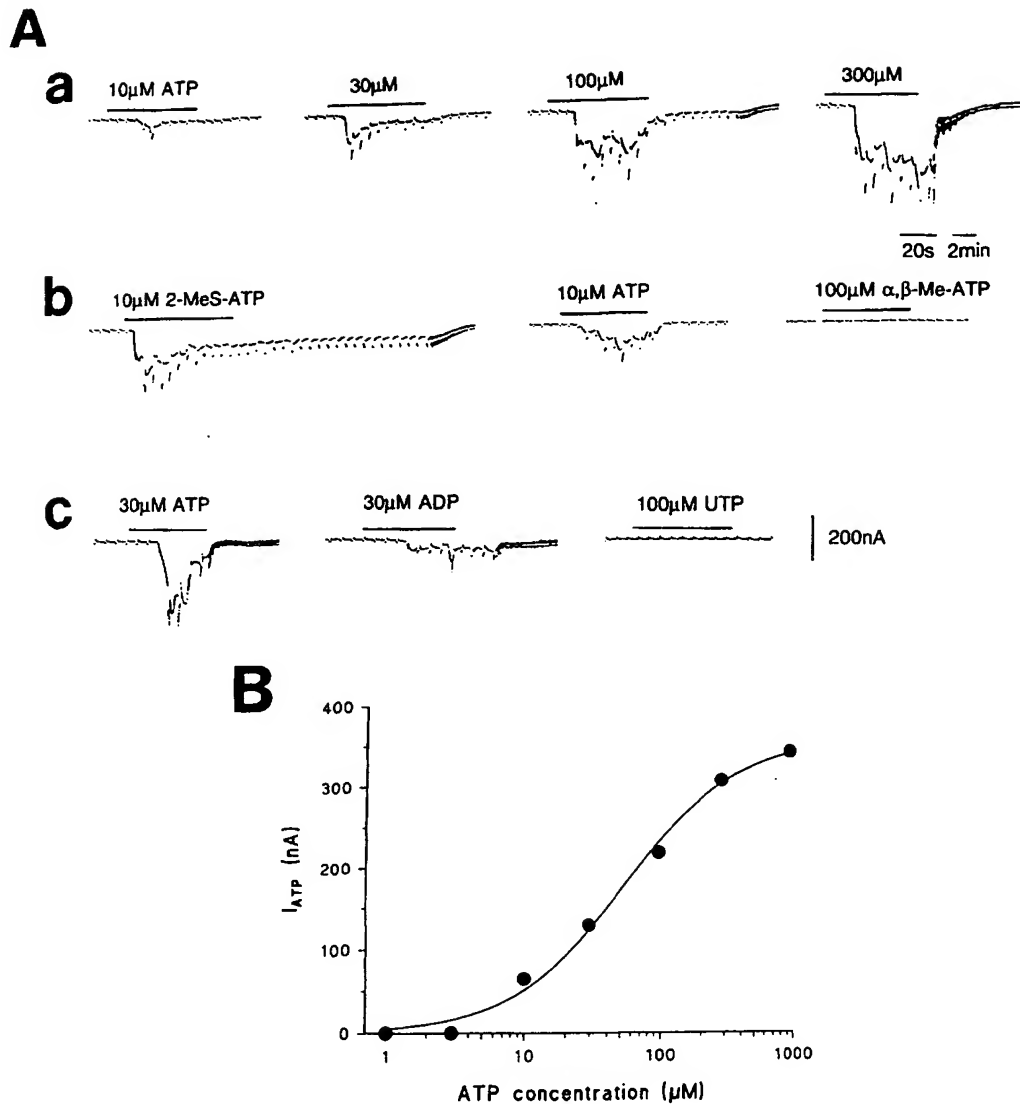 A
a
10μM ATP
30μM
100μM
300μM
20s 2min
b
10μM 2-MeS-ATP
10μM ATP
100μM α,β-Me-ATP
c
30μM ATP
30μM ADP
100μM UTP
200nA
B
400
300
200
100
0
I_ATP (nA)
1
10
100
1000
ATP concentration (μM)